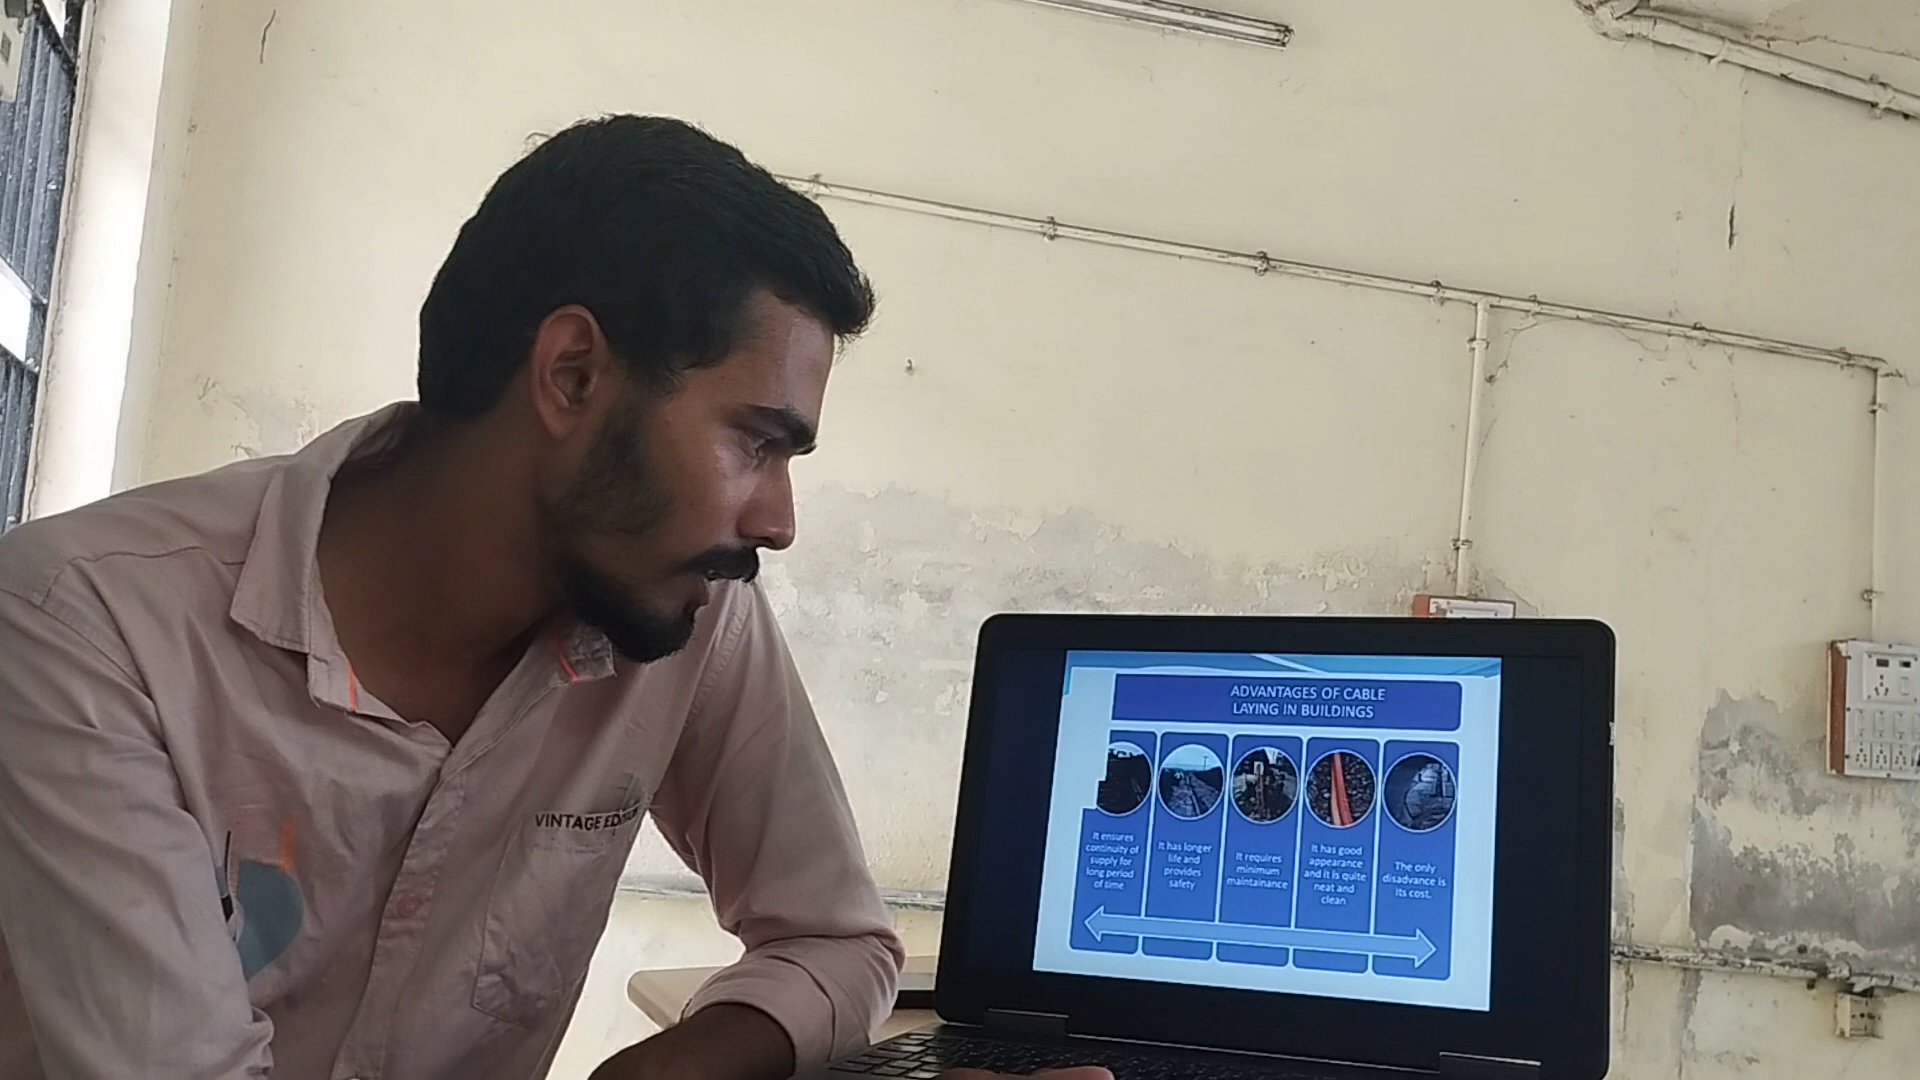 ADVANTAGES OF CABLE
LAYING IN BUILDINGS
It ensures
continuity of
supply for
long period
of time
It has longer
life and
provides
safety
It requires
minimum
maintainance
It has good
appearance
and it is quite
neat and
clean
The only
disadvance is
its cost.
VINTAGE